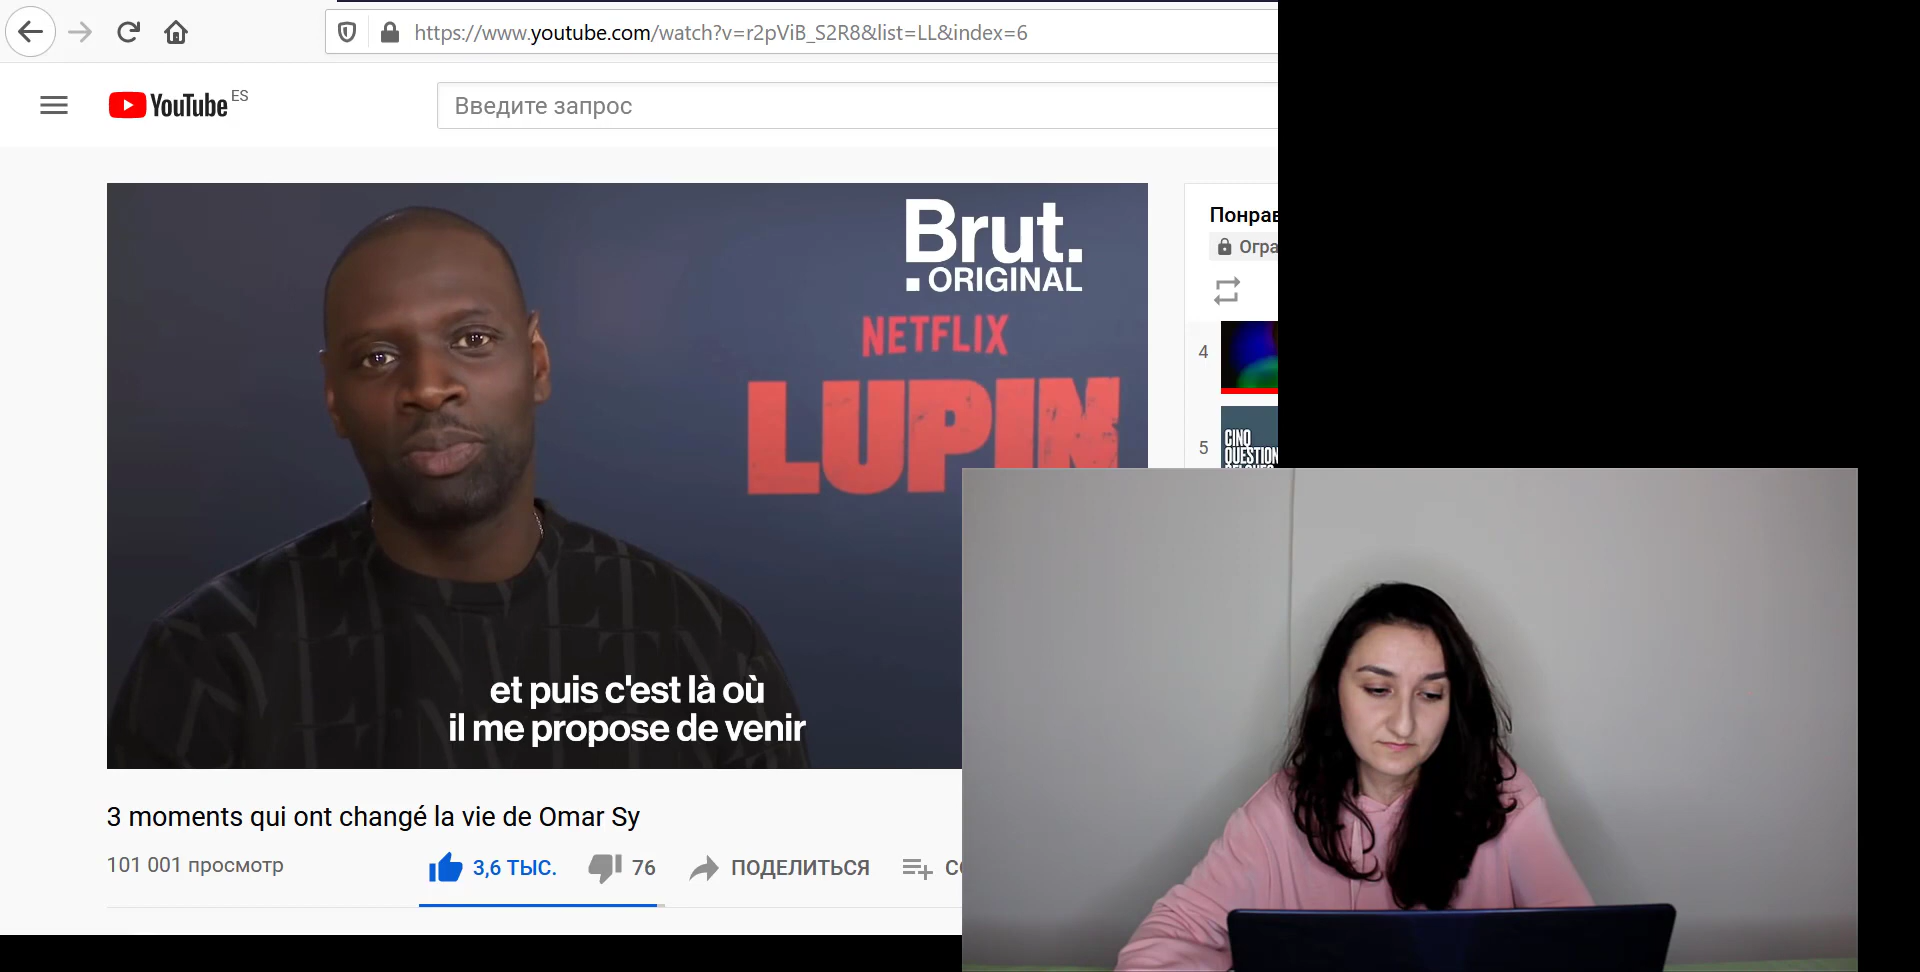 https://www.youtube.com/watch?v=r2pViB_S2R8&list=LL&index=6
YouTube ES
Введите запрос
Brut.
ORIGINAL
NETFLIX
LUPIN
et puis c'est là où
il me propose de venir
3 moments qui ont changé la vie de Omar Sy
101 001 просмотр
3,6 ТЫС.
76
ПОДЕЛИТЬСЯ
4
5
CINQ
QUESTION